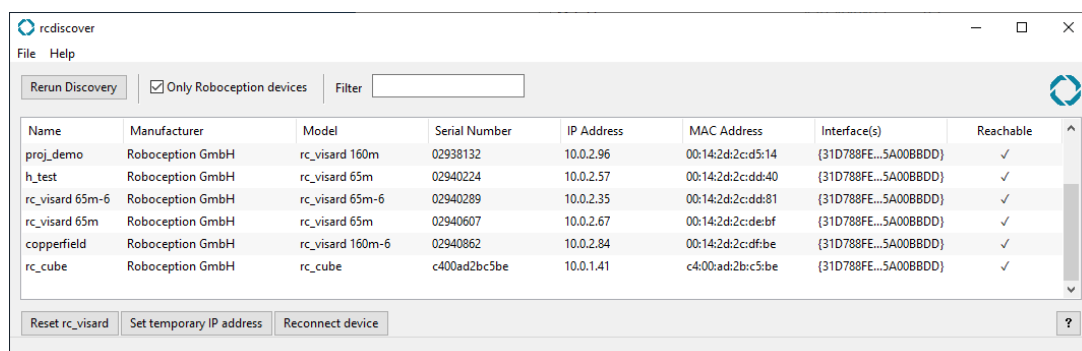 rcdiscover
File Help
Rerun Discovery Only Roboception devices Filter
Name Manufacturer Model Serial Number IP Address MAC Address Interface(s) Reachable
proj_demo Roboception GmbH rc_visard 160m 02938132 10.0.2.96 00:14:2d:2c:d5:14 {31D788FE...5A00BBDD} ✓
h_test Roboception GmbH rc_visard 65m 02940224 10.0.2.57 00:14:2d:2c:dd:40 {31D788FE...5A00BBDD} ✓
rc_visard 65m-6 Roboception GmbH rc_visard 65m-6 02940289 10.0.2.35 00:14:2d:2c:dd:81 {31D788FE...5A00BBDD} ✓
rc_visard 65m Roboception GmbH rc_visard 65m 02940607 10.0.2.67 00:14:2d:2c:de:bf {31D788FE...5A00BBDD} ✓
copperfield Roboception GmbH rc_visard 160m-6 02940862 10.0.2.84 00:14:2d:2c:df:be {31D788FE...5A00BBDD} ✓
rc_cube Roboception GmbH rc_cube c400ad2bc5be 10.0.1.41 c4:00:ad:2b:c5:be {31D788FE...5A00BBDD} ✓
Reset rc_visard Set temporary IP address Reconnect device ?